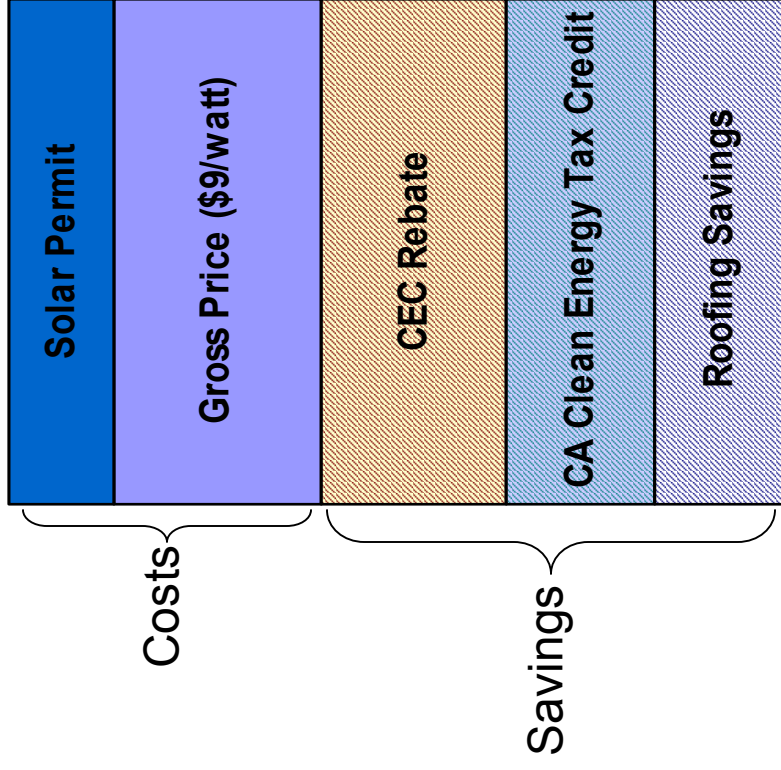 Costs
Solar Permit
Gross Price ($9/watt)
Savings
CEC Rebate
CA Clean Energy Tax Credit
Roofing Savings